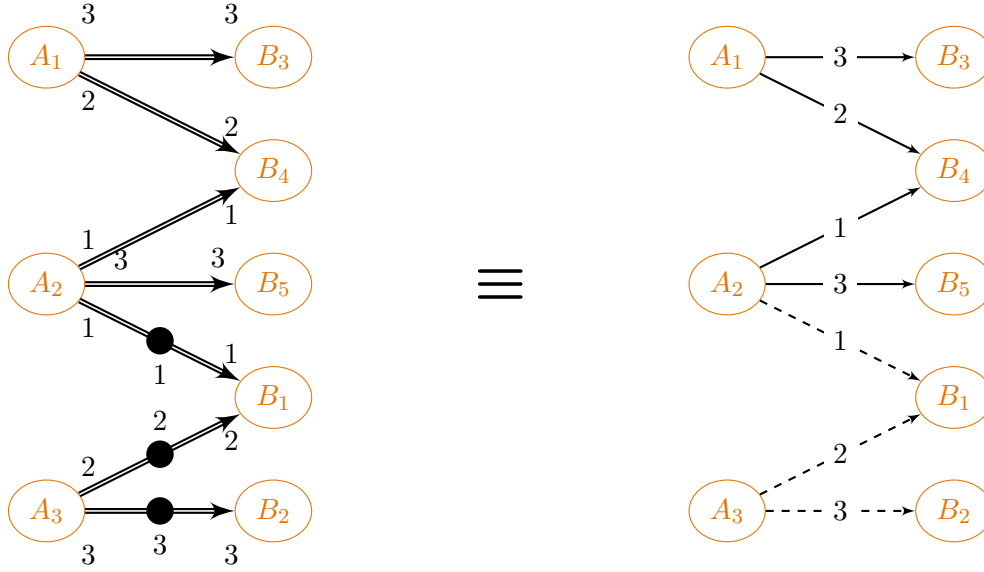 3 3
A1 B3 A1 3 B3
2 2 2
B4 B4
1 1 1
3 3
A2 B5 ≡ A2 3 B5
1 1 1
1
B1 B1
2
2 2 2
A3 B2 A3 3 B2
3 3 3